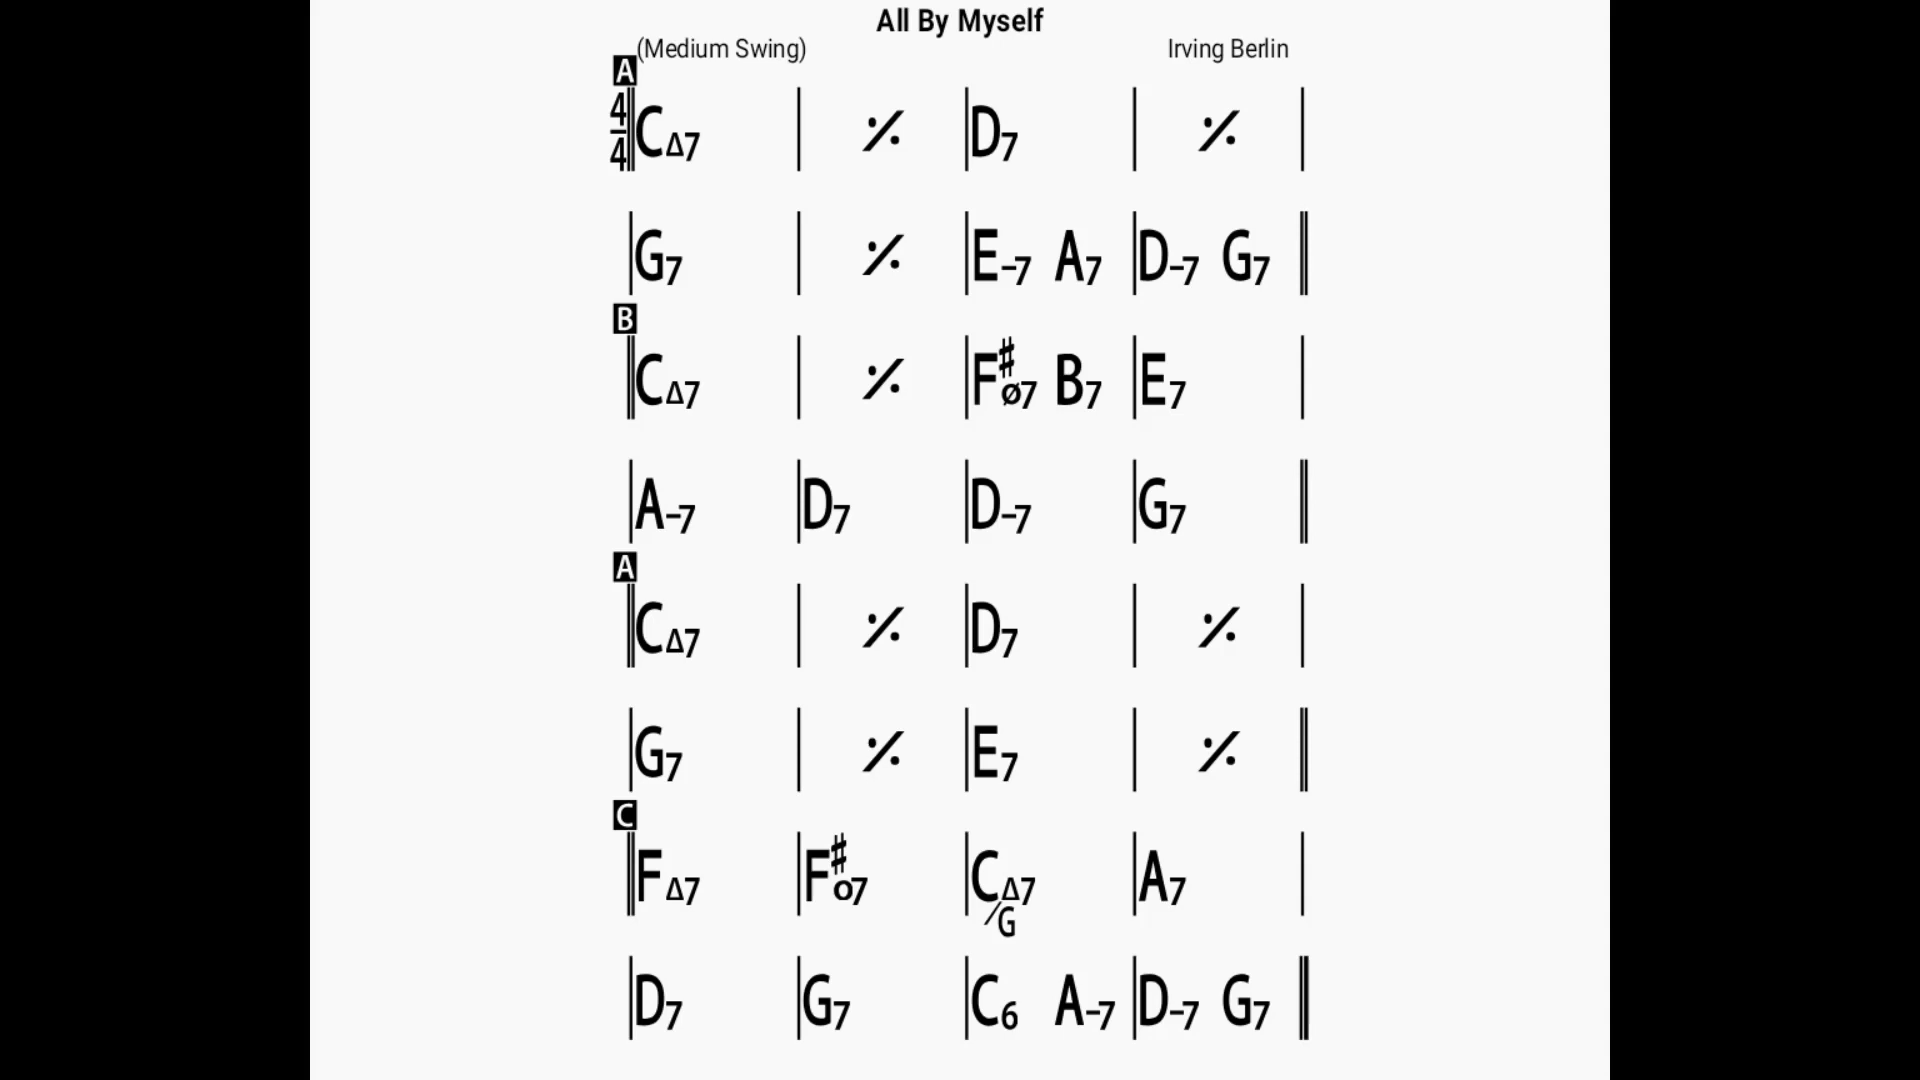 All By Myself
(Medium Swing) Irving Berlin
A
4/4 CΔ7 | 𝄎 | D7 | 𝄎 |
| G7 | 𝄎 | E-7 A7 | D-7 G7 ||
B
|| CΔ7 | 𝄎 | F♯ø7 B7 | E7 |
| A-7 | D7 | D-7 | G7 ||
A
|| CΔ7 | 𝄎 | D7 | 𝄎 |
| G7 | 𝄎 | E7 | 𝄎 ||
C
|| FΔ7 | F♯o7 | CΔ7/G | A7 |
| D7 | G7 | C6 A-7 | D-7 G7 ||